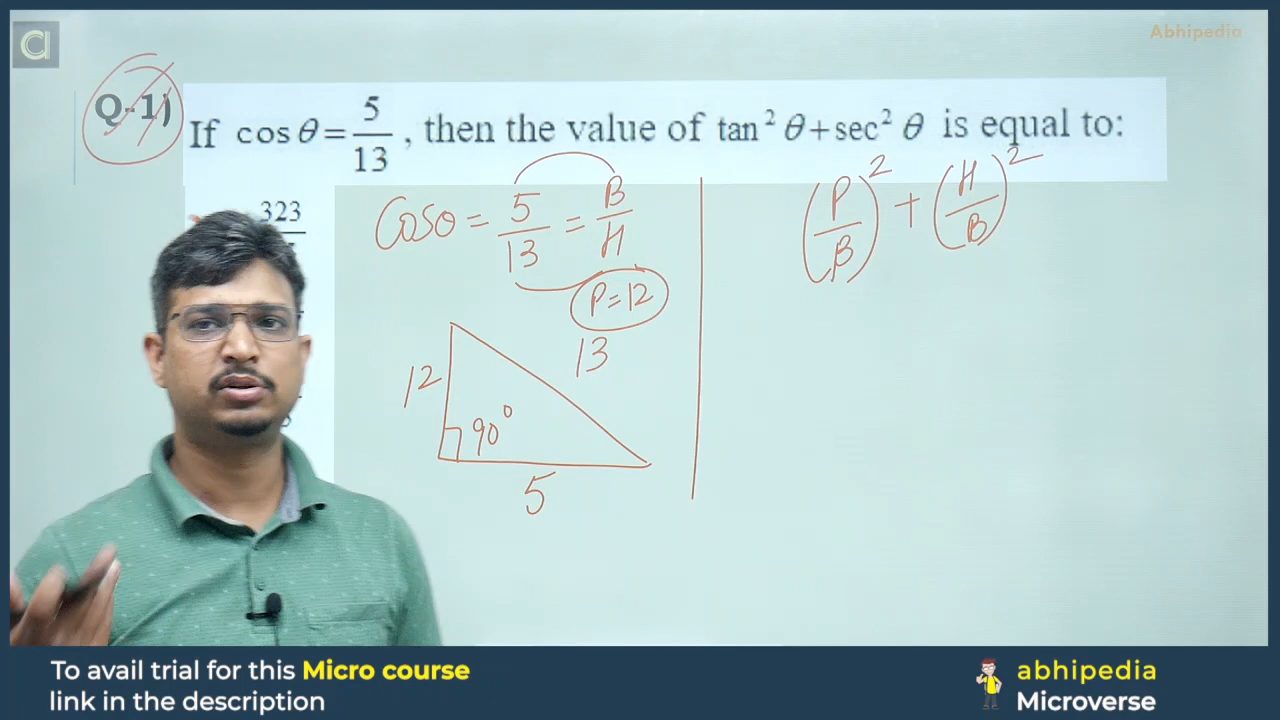 Abhipedia
Q-1)
If cos θ = 5/13 , then the value of tan² θ + sec² θ is equal to:
323
Cosθ = 5/13 = B/H
(P/B)² + (H/B)²
P=12
13
12
90°
5
To avail trial for this Micro course
link in the description
abhipedia
Microverse